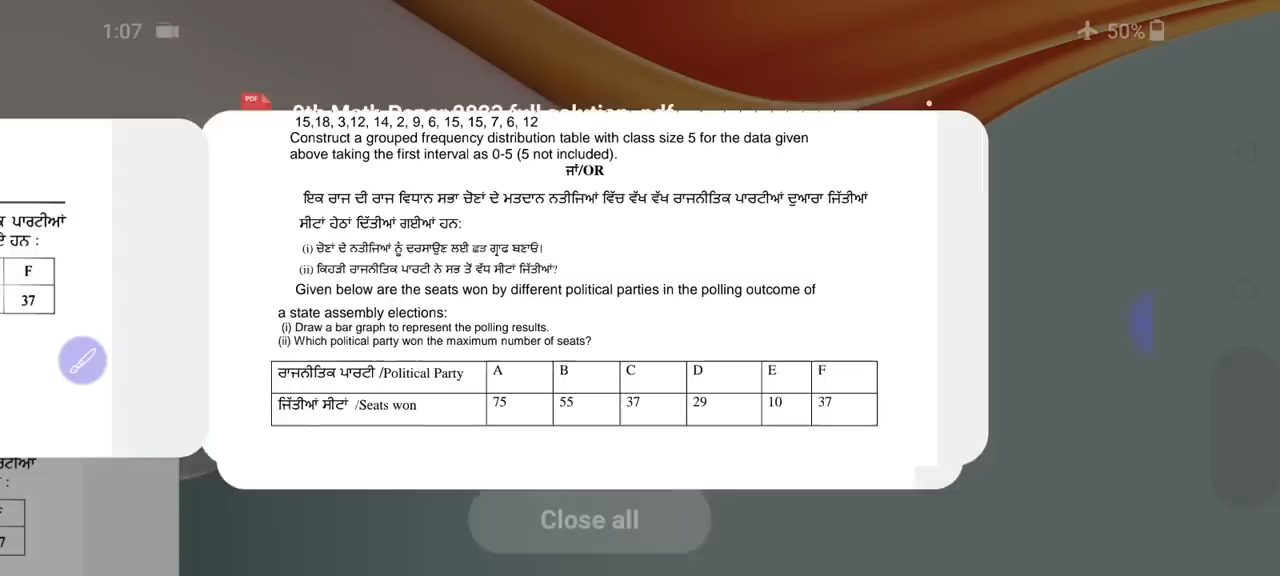 1:07
50%
PDF
15,18, 3,12, 14, 2, 9, 6, 15, 15, 7, 6, 12
Construct a grouped frequency distribution table with class size 5 for the data given
above taking the first interval as 0-5 (5 not included).
ਜਾਂ/OR
ਇਕ ਰਾਜ ਦੀ ਰਾਜ ਵਿਧਾਨ ਸਭਾ ਚੋਣਾਂ ਦੇ ਮਤਦਾਨ ਨਤੀਜਿਆਂ ਵਿੱਚ ਵੱਖ ਵੱਖ ਰਾਜਨੀਤਿਕ ਪਾਰਟੀਆਂ ਦੁਆਰਾ ਜਿੱਤੀਆਂ
ਸੀਟਾਂ ਹੇਠਾਂ ਦਿੱਤੀਆਂ ਗਈਆਂ ਹਨ:
(i) ਚੋਣਾਂ ਦੇ ਨਤੀਜਿਆਂ ਨੂੰ ਦਰਸਾਉਣ ਲਈ ਛੜ ਗ੍ਰਾਫ ਬਣਾਓ।
(ii) ਕਿਹੜੀ ਰਾਜਨੀਤਿਕ ਪਾਰਟੀ ਨੇ ਸਭ ਤੋਂ ਵੱਧ ਸੀਟਾਂ ਜਿੱਤੀਆਂ?
Given below are the seats won by different political parties in the polling outcome of
a state assembly elections:
(i) Draw a bar graph to represent the polling results.
(ii) Which political party won the maximum number of seats?
ਰਾਜਨੀਤਿਕ ਪਾਰਟੀ /Political Party A B C D E F
ਜਿੱਤੀਆਂ ਸੀਟਾਂ /Seats won 75 55 37 29 10 37
ਪਾਰਟੀਆਂ
ਹਨ :
F
37
Close all